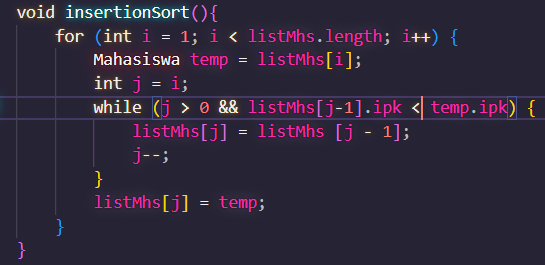 void insertionSort(){
    for (int i = 1; i < listMhs.length; i++) {
        Mahasiswa temp = listMhs[i];
        int j = i;
        while (j > 0 && listMhs[j-1].ipk < temp.ipk) {
            listMhs[j] = listMhs [j - 1];
            j--;
        }
        listMhs[j] = temp;
    }
}